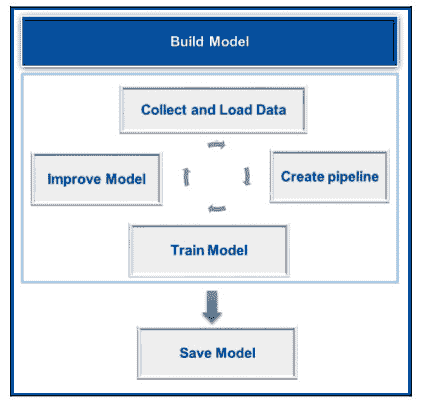 Build Model
Collect and Load Data
Improve Model
Create pipeline
Train Model
Save Model